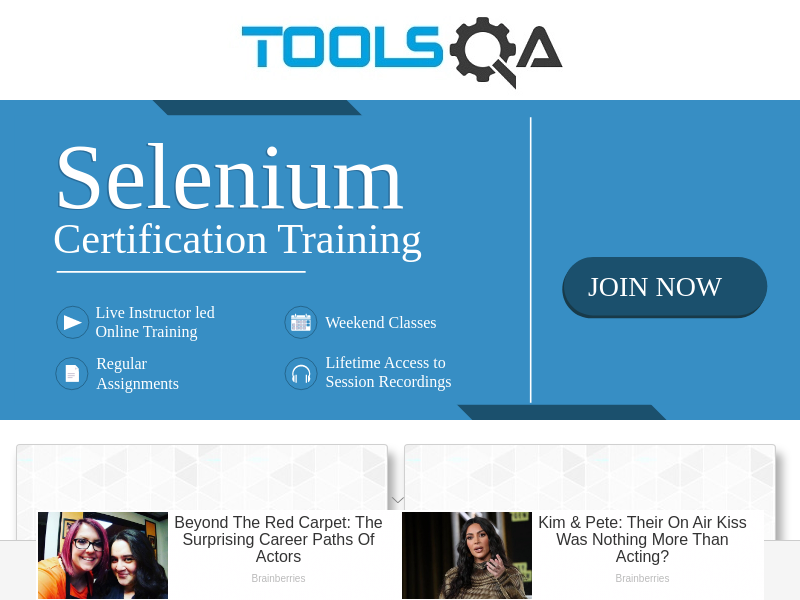 TOOLSQA
Selenium
Certification Training
JOIN NOW
Live Instructor led
Online Training
Weekend Classes
Regular
Assignments
Lifetime Access to
Session Recordings
Beyond The Red Carpet: The
Surprising Career Paths Of
Actors
Brainberries
Kim & Pete: Their On Air Kiss
Was Nothing More Than
Acting?
Brainberries